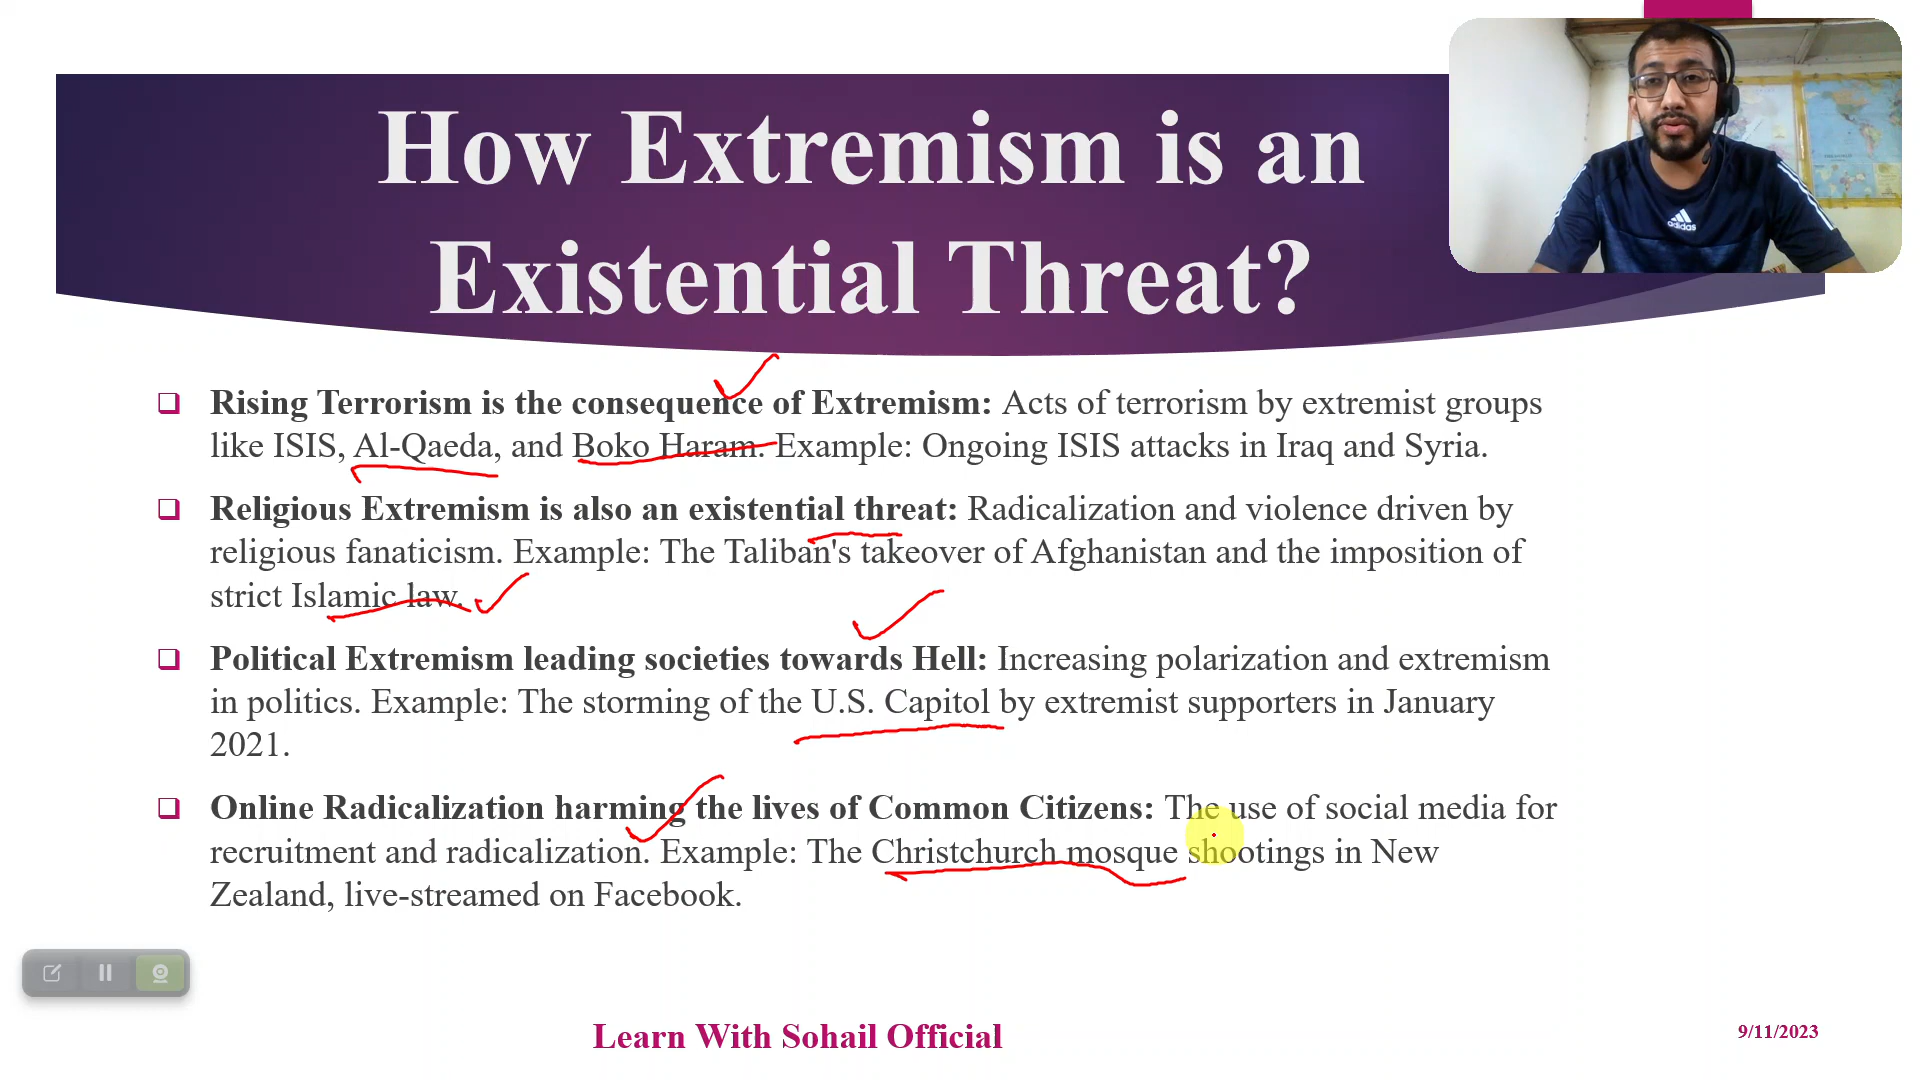 How Extremism is an
Existential Threat?
adidas
Rising Terrorism is the consequence of Extremism: Acts of terrorism by extremist groups
like ISIS, Al-Qaeda, and Boko Haram. Example: Ongoing ISIS attacks in Iraq and Syria.
Religious Extremism is also an existential threat: Radicalization and violence driven by
religious fanaticism. Example: The Taliban's takeover of Afghanistan and the imposition of
strict Islamic law.
Political Extremism leading societies towards Hell: Increasing polarization and extremism
in politics. Example: The storming of the U.S. Capitol by extremist supporters in January
2021.
Online Radicalization harming the lives of Common Citizens: The use of social media for
recruitment and radicalization. Example: The Christchurch mosque shootings in New
Zealand, live-streamed on Facebook.
Learn With Sohail Official
9/11/2023